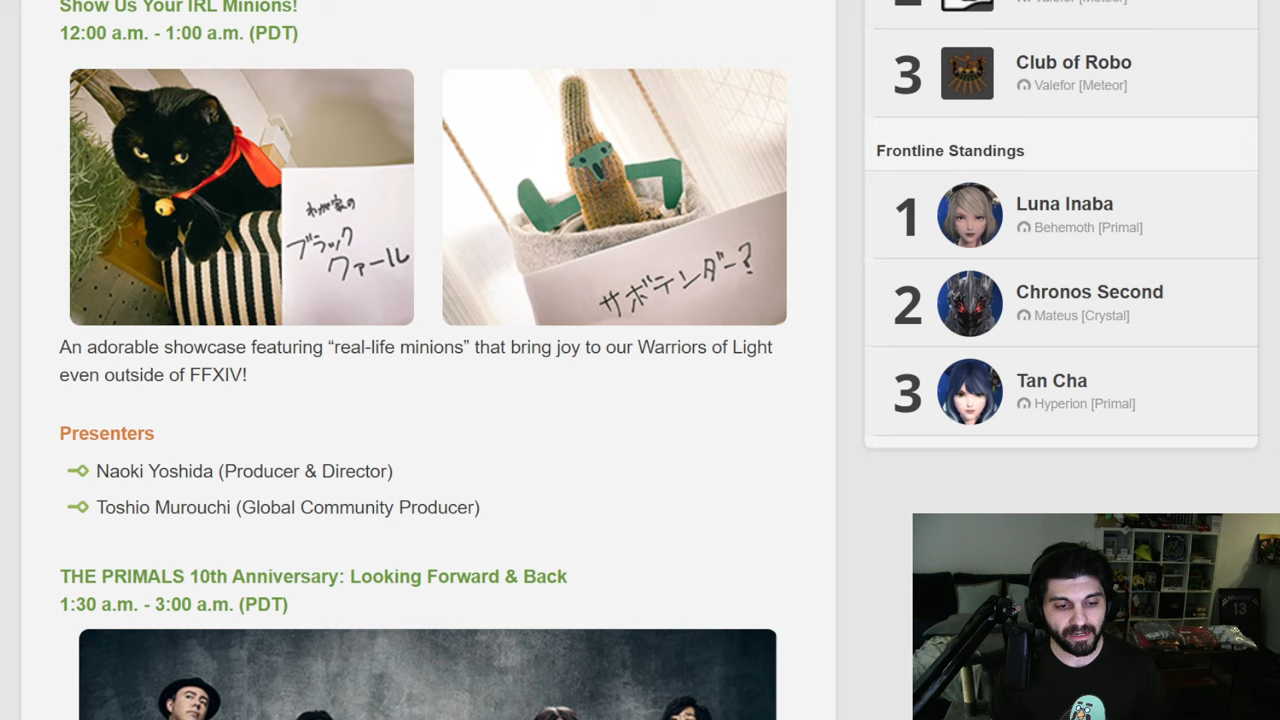 Show Us Your IRL Minions!
12:00 a.m. - 1:00 a.m. (PDT)
わが家の
ブラック
クァール
サボテンダー?
An adorable showcase featuring “real-life minions” that bring joy to our Warriors of Light
even outside of FFXIV!
Presenters
Naoki Yoshida (Producer & Director)
Toshio Murouchi (Global Community Producer)
THE PRIMALS 10th Anniversary: Looking Forward & Back
1:30 a.m. - 3:00 a.m. (PDT)
3
Club of Robo
Valefor [Meteor]
Frontline Standings
1
Luna Inaba
Behemoth [Primal]
2
Chronos Second
Mateus [Crystal]
3
Tan Cha
Hyperion [Primal]
13